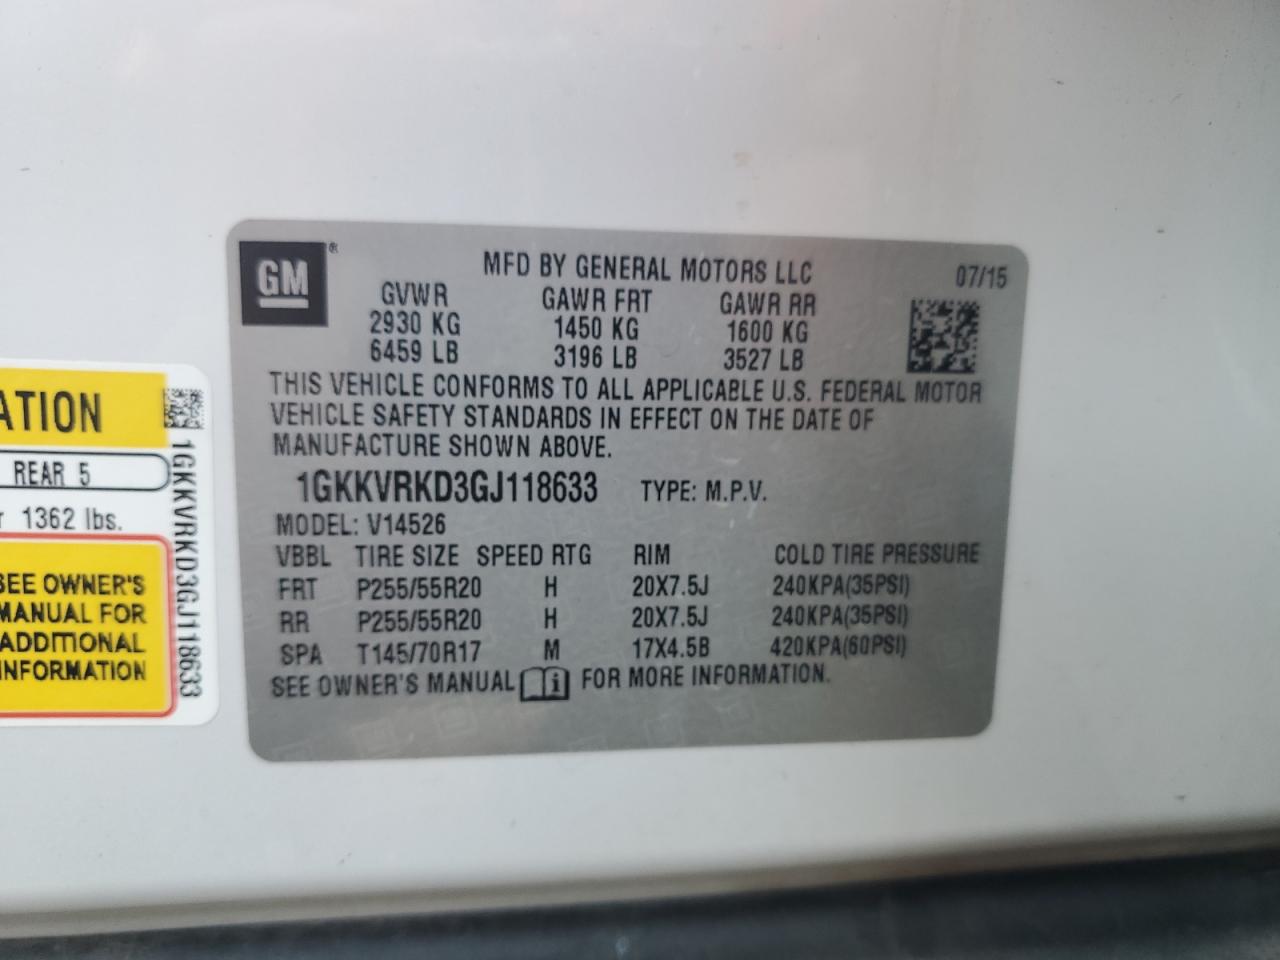 GM®
MFD BY GENERAL MOTORS LLC 07/15
GVWR GAWR FRT GAWR RR
2930 KG 1450 KG 1600 KG
6459 LB 3196 LB 3527 LB
THIS VEHICLE CONFORMS TO ALL APPLICABLE U.S. FEDERAL MOTOR
VEHICLE SAFETY STANDARDS IN EFFECT ON THE DATE OF
MANUFACTURE SHOWN ABOVE.
1GKKVRKD3GJ118633 TYPE: M.P.V.
MODEL: V14526
VBBL TIRE SIZE SPEED RTG RIM COLD TIRE PRESSURE
FRT P255/55R20 H 20X7.5J 240KPA(35PSI)
RR P255/55R20 H 20X7.5J 240KPA(35PSI)
SPA T145/70R17 M 17X4.5B 420KPA(60PSI)
SEE OWNER'S MANUAL i FOR MORE INFORMATION.
ATION
REAR 5
r 1362 lbs.
SEE OWNER'S
MANUAL FOR
ADDITIONAL
INFORMATION
1GKKVRKD3GJ118633